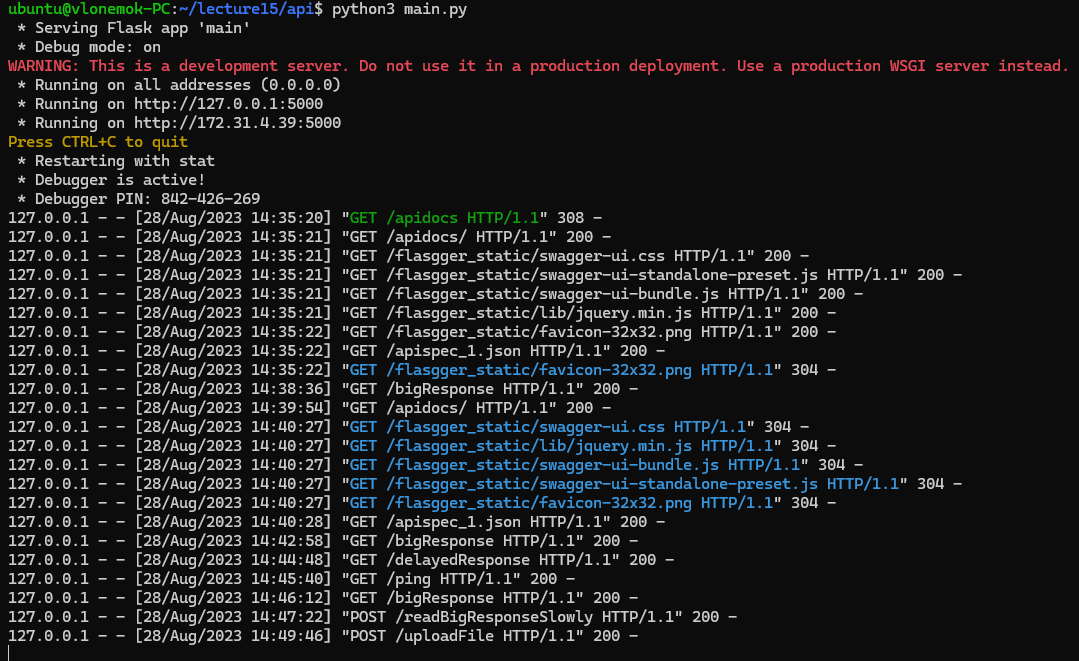 ubuntu@vlonemok-PC:~/lecture15/api$ python3 main.py
 * Serving Flask app 'main'
 * Debug mode: on
WARNING: This is a development server. Do not use it in a production deployment. Use a production WSGI server instead.
 * Running on all addresses (0.0.0.0)
 * Running on http://127.0.0.1:5000
 * Running on http://172.31.4.39:5000
Press CTRL+C to quit
 * Restarting with stat
 * Debugger is active!
 * Debugger PIN: 842-426-269
127.0.0.1 - - [28/Aug/2023 14:35:20] "GET /apidocs HTTP/1.1" 308 -
127.0.0.1 - - [28/Aug/2023 14:35:21] "GET /apidocs/ HTTP/1.1" 200 -
127.0.0.1 - - [28/Aug/2023 14:35:21] "GET /flasgger_static/swagger-ui.css HTTP/1.1" 200 -
127.0.0.1 - - [28/Aug/2023 14:35:21] "GET /flasgger_static/swagger-ui-standalone-preset.js HTTP/1.1" 200 -
127.0.0.1 - - [28/Aug/2023 14:35:21] "GET /flasgger_static/swagger-ui-bundle.js HTTP/1.1" 200 -
127.0.0.1 - - [28/Aug/2023 14:35:21] "GET /flasgger_static/lib/jquery.min.js HTTP/1.1" 200 -
127.0.0.1 - - [28/Aug/2023 14:35:22] "GET /flasgger_static/favicon-32x32.png HTTP/1.1" 200 -
127.0.0.1 - - [28/Aug/2023 14:35:22] "GET /apispec_1.json HTTP/1.1" 200 -
127.0.0.1 - - [28/Aug/2023 14:35:22] "GET /flasgger_static/favicon-32x32.png HTTP/1.1" 304 -
127.0.0.1 - - [28/Aug/2023 14:38:36] "GET /bigResponse HTTP/1.1" 200 -
127.0.0.1 - - [28/Aug/2023 14:39:54] "GET /apidocs/ HTTP/1.1" 200 -
127.0.0.1 - - [28/Aug/2023 14:40:27] "GET /flasgger_static/swagger-ui.css HTTP/1.1" 304 -
127.0.0.1 - - [28/Aug/2023 14:40:27] "GET /flasgger_static/lib/jquery.min.js HTTP/1.1" 304 -
127.0.0.1 - - [28/Aug/2023 14:40:27] "GET /flasgger_static/swagger-ui-bundle.js HTTP/1.1" 304 -
127.0.0.1 - - [28/Aug/2023 14:40:27] "GET /flasgger_static/swagger-ui-standalone-preset.js HTTP/1.1" 304 -
127.0.0.1 - - [28/Aug/2023 14:40:27] "GET /flasgger_static/favicon-32x32.png HTTP/1.1" 304 -
127.0.0.1 - - [28/Aug/2023 14:40:28] "GET /apispec_1.json HTTP/1.1" 200 -
127.0.0.1 - - [28/Aug/2023 14:42:58] "GET /bigResponse HTTP/1.1" 200 -
127.0.0.1 - - [28/Aug/2023 14:44:48] "GET /delayedResponse HTTP/1.1" 200 -
127.0.0.1 - - [28/Aug/2023 14:45:40] "GET /ping HTTP/1.1" 200 -
127.0.0.1 - - [28/Aug/2023 14:46:12] "GET /bigResponse HTTP/1.1" 200 -
127.0.0.1 - - [28/Aug/2023 14:47:22] "POST /readBigResponseSlowly HTTP/1.1" 200 -
127.0.0.1 - - [28/Aug/2023 14:49:46] "POST /uploadFile HTTP/1.1" 200 -